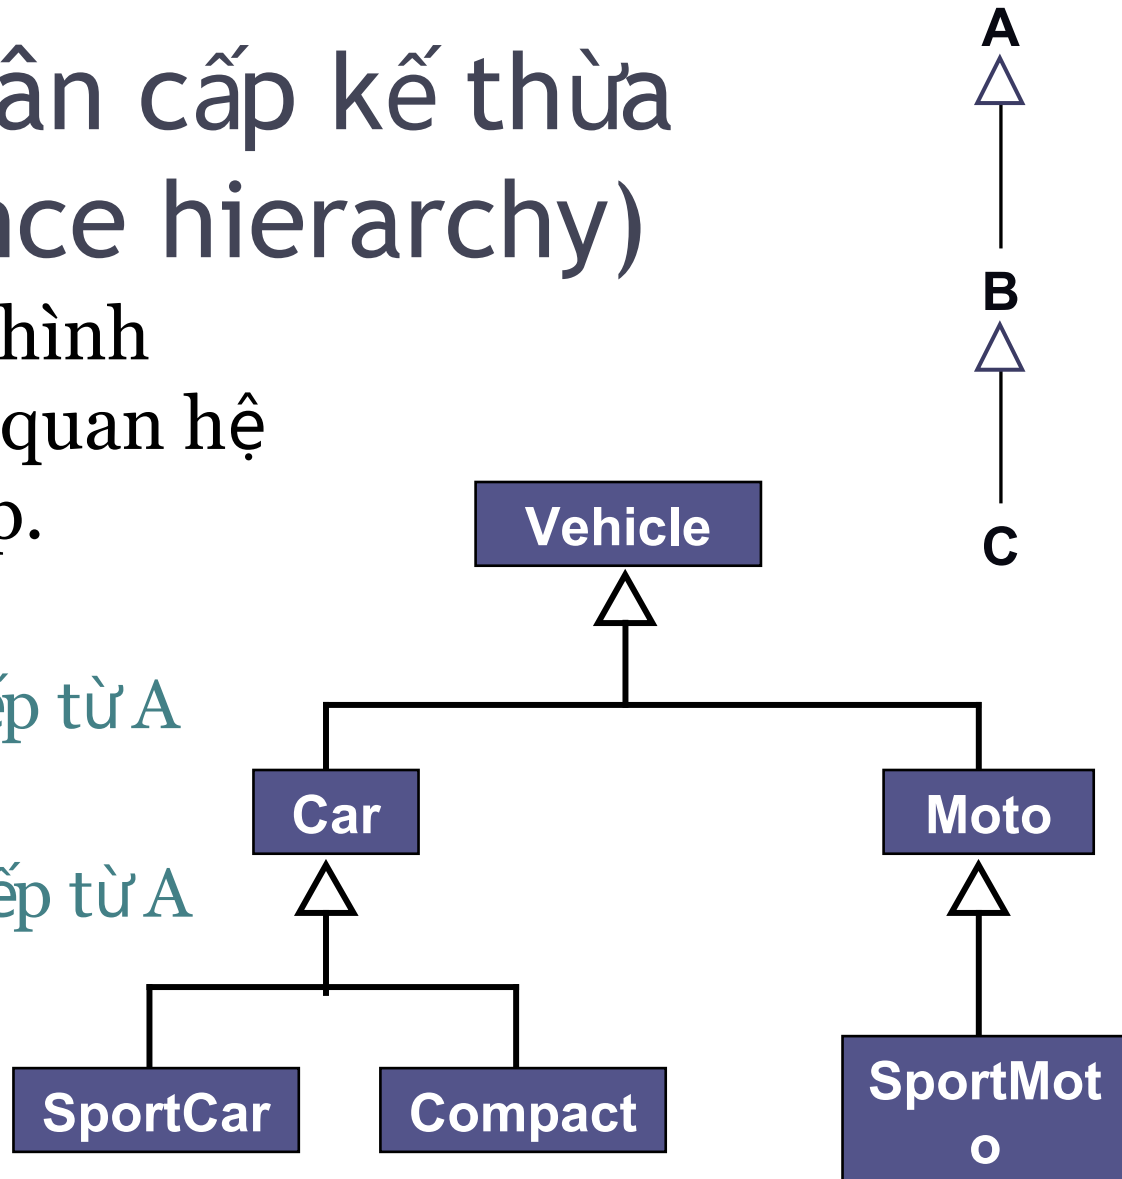 ân cấp kế thừa
nce hierarchy)
hình
quan hệ
p.
ếp từ A
ếp từ A
A
B
C
Vehicle
Car
Moto
SportCar
Compact
SportMot
o